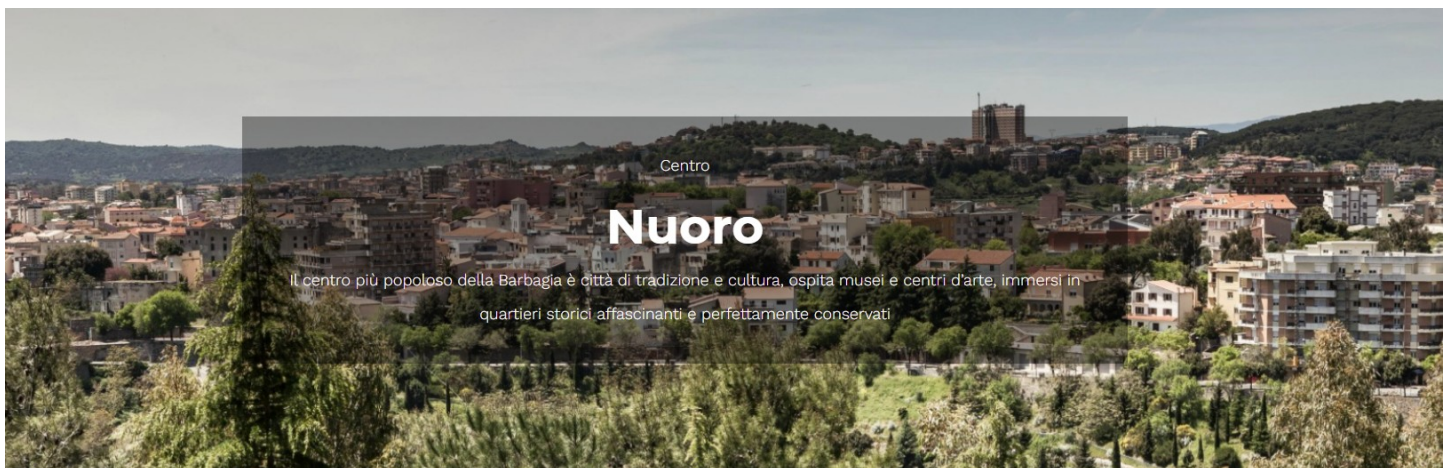 Centro
Nuoro
Il centro più popoloso della Barbagia è città di tradizione e cultura, ospita musei e centri d'arte, immersi in
quartieri storici affascinanti e perfettamente conservati